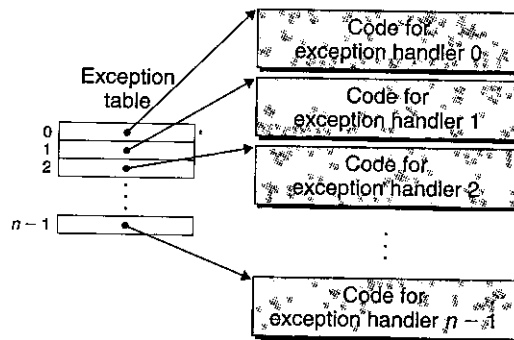 Code for
exception handler 0
Exception
table
Code for
exception handler 1
0
1
2
Code for
exception handler 2
n – 1
Code for
exception handler n – 1